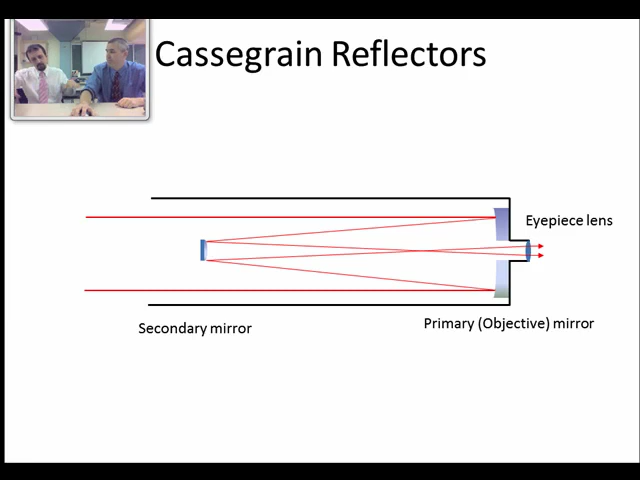 Cassegrain Reflectors
Eyepiece lens
Secondary mirror
Primary (Objective) mirror